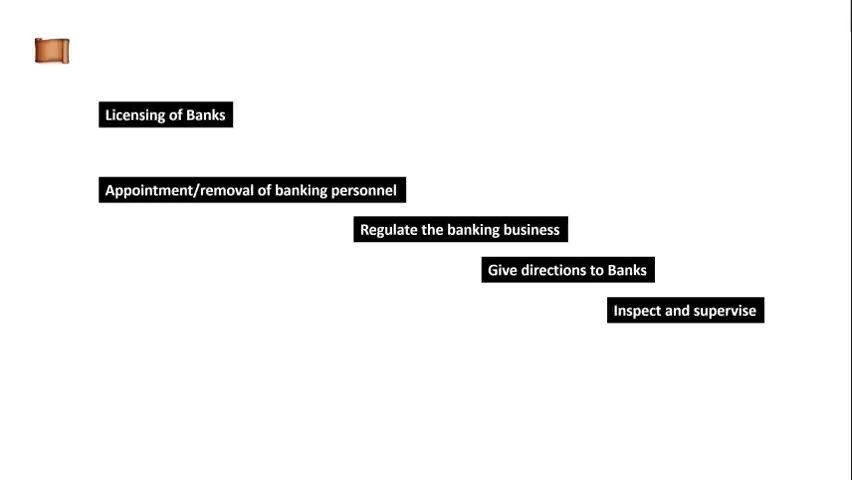 Licensing of Banks
Appointment/removal of banking personnel
Regulate the banking business
Give directions to Banks
Inspect and supervise